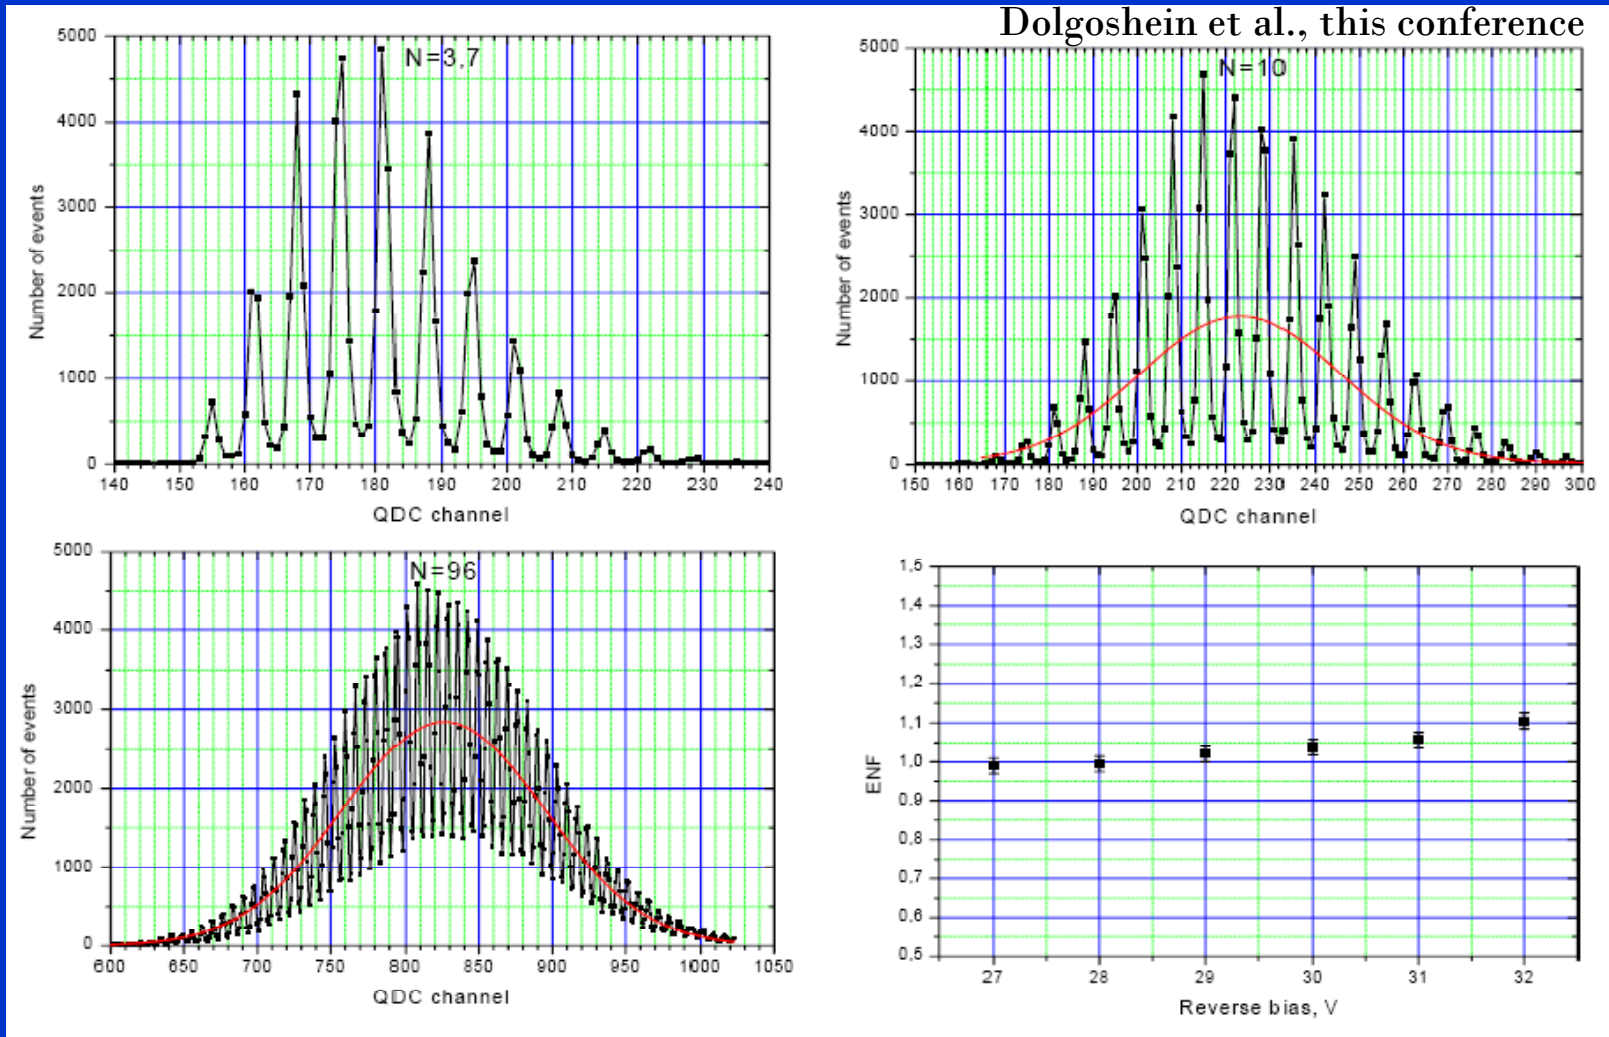 Dolgoshein et al., this conference
N=3,7
5000
4000
3000
2000
1000
0
Number of events
140 150 160 170 180 190 200 210 220 230 240
QDC channel
N=10
5000
4000
3000
2000
1000
0
Number of events
150 160 170 180 190 200 210 220 230 240 250 260 270 280 290 300
QDC channel
N=96
5000
4000
3000
2000
1000
0
Number of events
600 650 700 750 800 850 900 950 1000 1050
QDC channel
1,5
1,4
1,3
1,2
1,1
1,0
0,9
0,8
0,7
0,6
0,5
ENF
27 28 29 30 31 32
Reverse bias, V